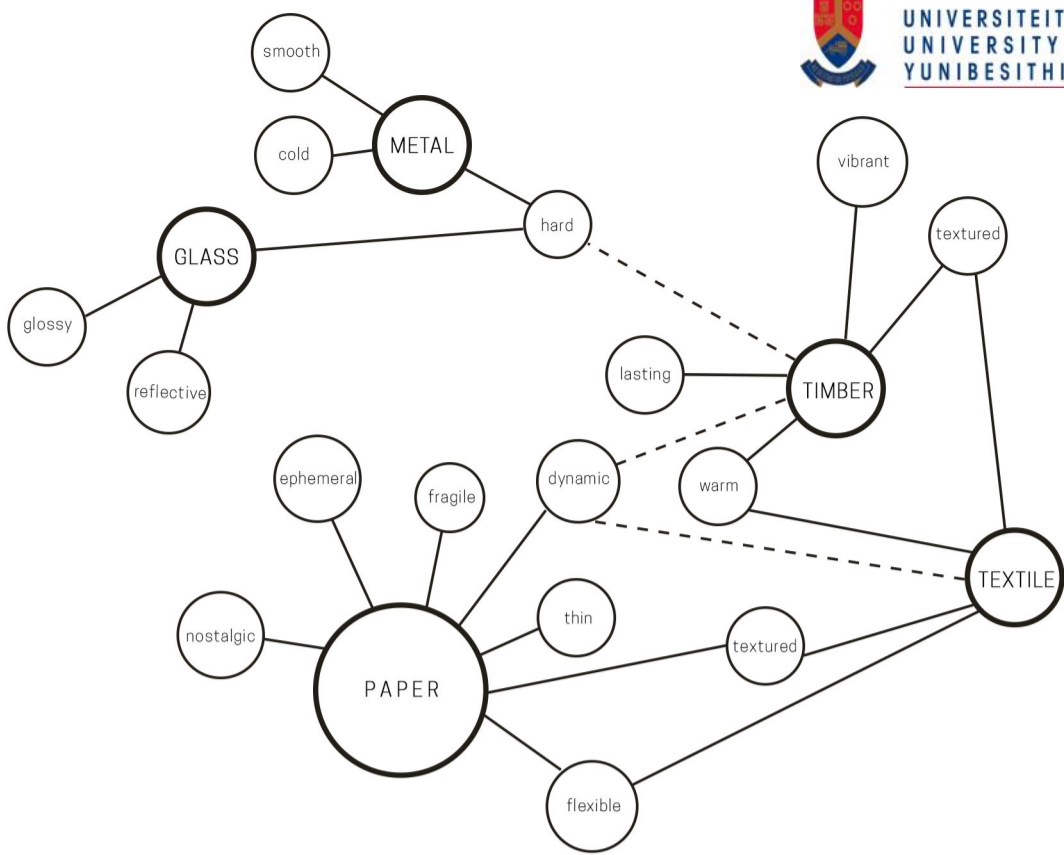 UNIVERSITEIT
UNIVERSITY
YUNIBESITHI
smooth
METAL
cold
vibrant
hard
textured
GLASS
glossy
reflective
lasting
TIMBER
ephemeral
fragile
dynamic
warm
TEXTILE
nostalgic
thin
textured
PAPER
flexible